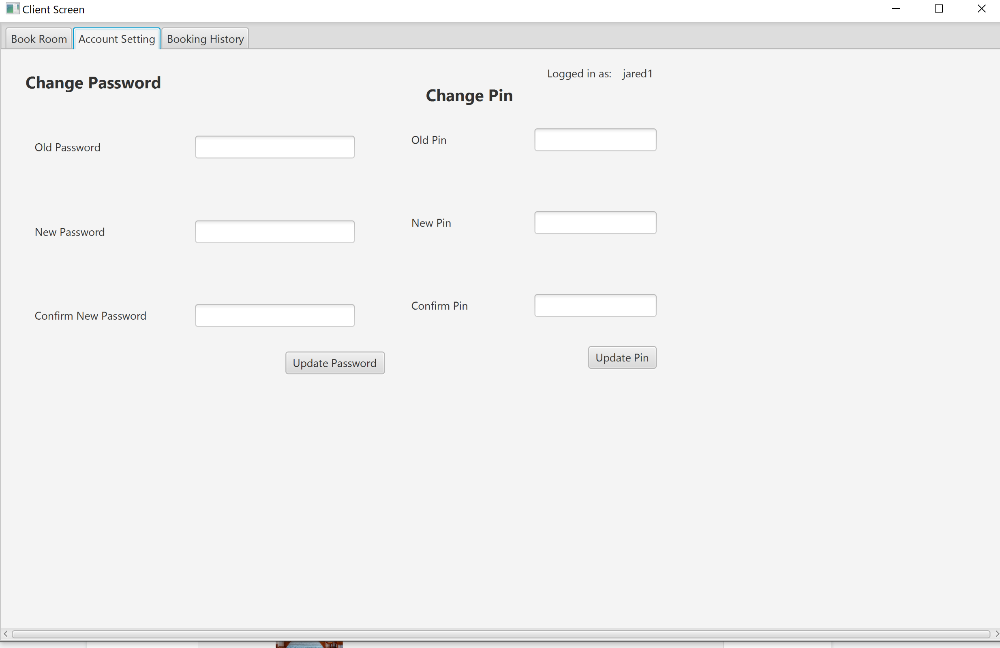 Client Screen
Book Room
Account Setting
Booking History
Logged in as: jared1
Change Password
Change Pin
Old Password
Old Pin
New Password
New Pin
Confirm New Password
Confirm Pin
Update Password
Update Pin